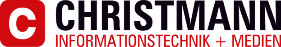 C CHRISTMANN
INFORMATIONSTECHNIK + MEDIEN